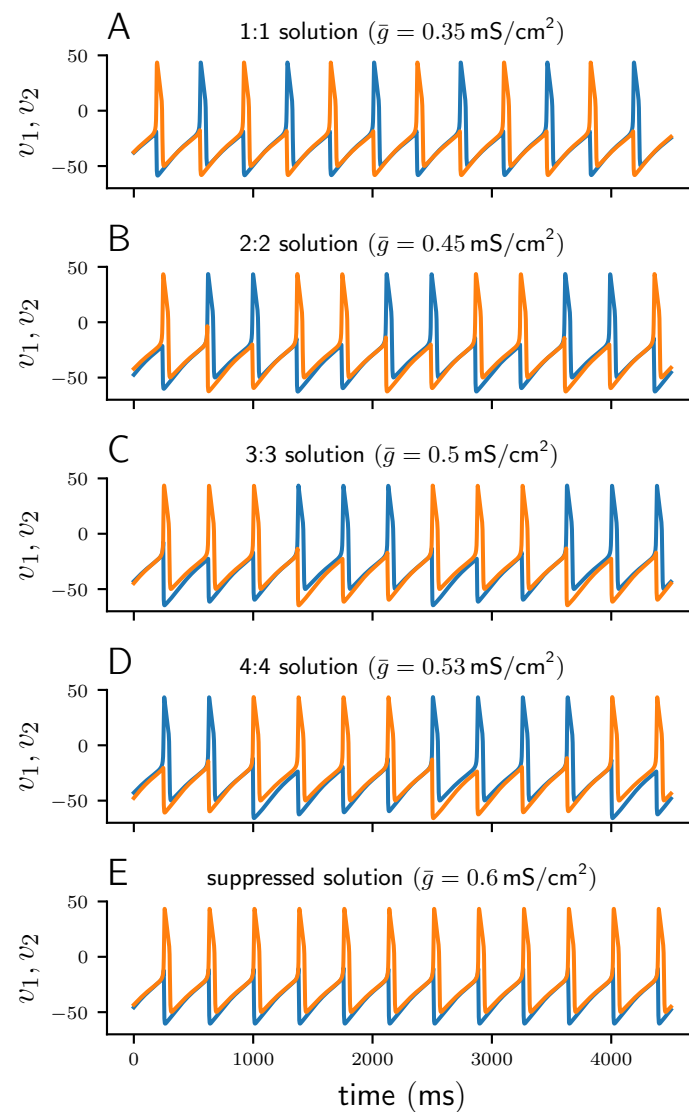 A
1:1 solution (ḡ = 0.35 mS/cm²)
50
0
−50
v₁, v₂
B
2:2 solution (ḡ = 0.45 mS/cm²)
50
0
−50
v₁, v₂
C
3:3 solution (ḡ = 0.5 mS/cm²)
50
0
−50
v₁, v₂
D
4:4 solution (ḡ = 0.53 mS/cm²)
50
0
−50
v₁, v₂
E
suppressed solution (ḡ = 0.6 mS/cm²)
50
0
−50
v₁, v₂
0 1000 2000 3000 4000
time (ms)